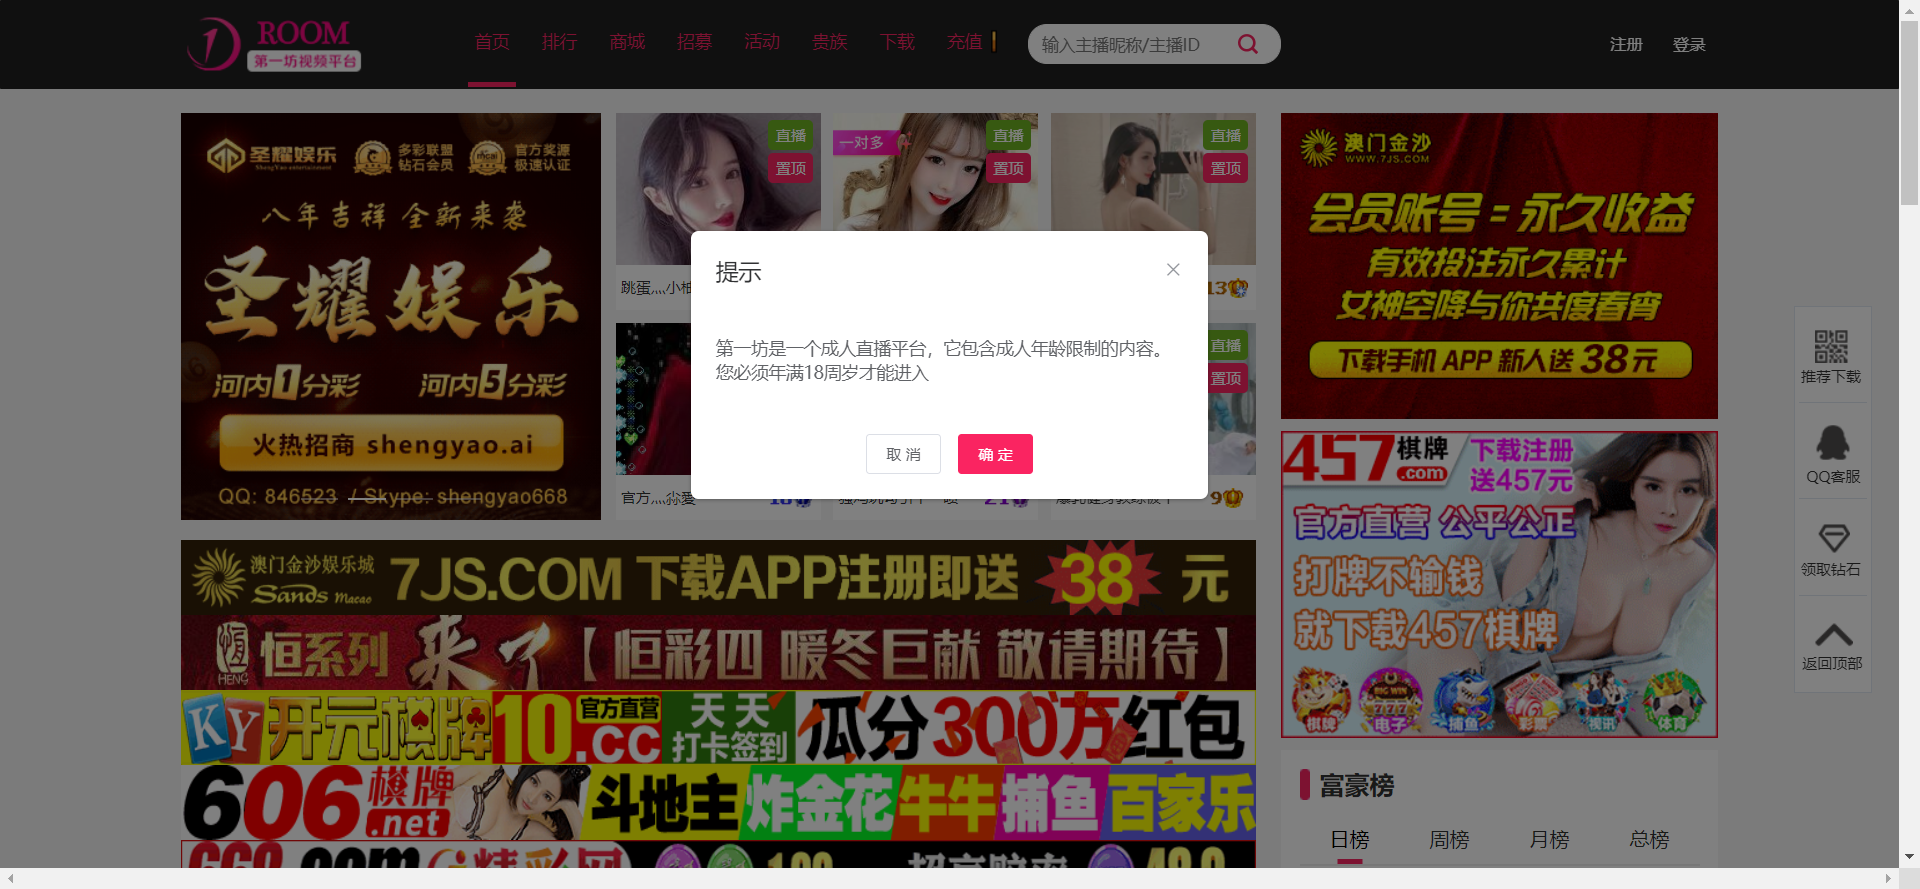 ROOM
第一坊视频平台
首页 排行 商城 招募 活动 贵族 下载 充值
输入主播昵称/主播ID
注册 登录
圣耀娱乐
ShengYao entertainment
多彩联盟
钻石会员
官方奖源
极速认证
八年吉祥 全新来袭
圣耀娱乐
河内1分彩 河内5分彩
火热招商 shengyao.ai
QQ: 846523 Skype: shengyao668
直播
置顶
一对多
直播
置顶
直播
置顶
跳蛋灬小柚
13
直播
置顶
官方灬
9
提示
第一坊是一个成人直播平台，它包含成人年龄限制的内容。
您必须年满18周岁才能进入
取 消
确 定
澳门金沙
WWW.7JS.COM
会员账号=永久收益
有效投注永久累计
女神空降与你共度春宵
下载手机 APP 新人送 38元
457棋牌
.com
下载注册
送457元
官方直营 公平公正
打牌不输钱
就下载457棋牌
棋牌
BIG WIN
777
电子
捕鱼
彩票
视讯
体育
推荐下载
QQ客服
领取钻石
返回顶部
澳门金沙娱乐城
Sands Macao
7JS.COM 下载APP注册即送 38 元
恒
HENG
恒系列 来了【恒彩四 暖冬巨献 敬请期待】
KY 开元棋牌 10.cc
官方直营
天天
打卡签到
瓜分300万红包
606棋牌
.net
斗地主 炸金花 牛牛 捕鱼 百家乐
富豪榜
日榜 周榜 月榜 总榜